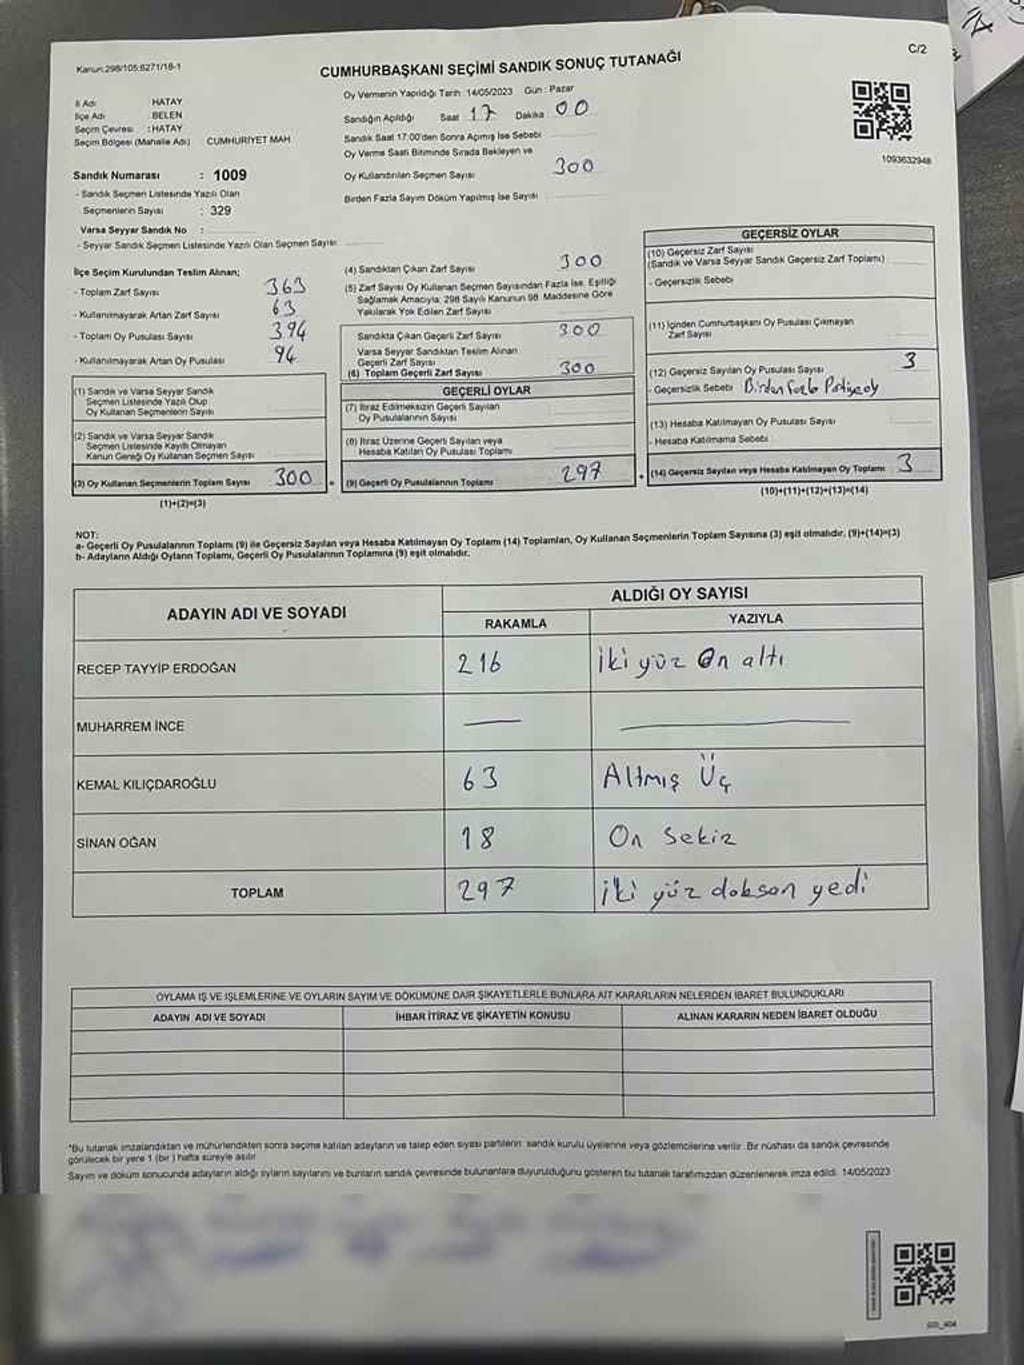 Kanun:298/105:6271/18-1
C/2
CUMHURBAŞKANI SEÇİMİ SANDIK SONUÇ TUTANAĞI
İl Adı HATAY
İlçe Adı BELEN
Seçim Çevresi :HATAY
Seçim Bölgesi (Mahalle Adı) CUMHURİYET MAH
Oy Vermenin Yapıldığı Tarih :14/05/2023 Gün : Pazar
Sandığın Açıldığı Saat 17 Dakika 00
Sandık Saat 17:00'den Sonra Açımış İse Sebebi
Oy Verme Saati Bitiminde Sırada Bekleyen ve
Oy Kullandırılan Seçmen Sayısı 300
Birden Fazla Sayım Döküm Yapılmış İse Sayısı
1093632948
Sandık Numarası : 1009
- Sandık Seçmen Listesinde Yazılı Olan
Seçmenlerin Sayısı : 329
Varsa Seyyar Sandık No :
- Seyyar Sandık Seçmen Listesinde Yazılı Olan Seçmen Sayısı
İlçe Seçim Kurulundan Teslim Alınan;
- Toplam Zarf Sayısı 363
- Kullanılmayarak Artan Zarf Sayısı 63
- Toplam Oy Pusulası Sayısı 394
- Kullanılmayarak Artan Oy Pusulası 94
(1) Sandık ve Varsa Seyyar Sandık
Seçmen Listesinde Yazılı Olup
Oy Kullanan Seçmenlerin Sayısı
(2) Sandık ve Varsa Seyyar Sandık
Seçmen Listesinde Kayıtlı Olmayan
Kanun Gereği Oy Kullanan Seçmen Sayısı
(3) Oy Kullanan Seçmenlerin Toplam Sayısı 300
(1)+(2)=(3)
(4) Sandıktan Çıkan Zarf Sayısı 300
(5) Zarf Sayısı Oy Kullanan Seçmen Sayısından Fazla İse, Eşitliği
Sağlamak Amacıyla; 298 Sayılı Kanunun 98. Maddesine Göre
Yakılarak Yok Edilen Zarf Sayısı
Sandıkta Çıkan Geçerli Zarf Sayısı 300
Varsa Seyyar Sandıktan Teslim Alınan
Geçerli Zarf Sayısı
(6) Toplam Geçerli Zarf Sayısı 300
GEÇERLİ OYLAR
(7) İtiraz Edilmeksizin Geçerli Sayılan
Oy Pusulalarının Sayısı
(8) İtiraz Üzerine Geçerli Sayılan veya
Hesaba Katılan Oy Pusulası Toplamı
(9) Geçerli Oy Pusulalarının Toplamı 297
GEÇERSİZ OYLAR
(10) Geçersiz Zarf Sayısı
(Sandık ve Varsa Seyyar Sandık Geçersiz Zarf Toplamı)
- Geçersizlik Sebebi
(11) İçinden Cumhurbaşkanı Oy Pusulası Çıkmayan
Zarf Sayısı
(12) Geçersiz Sayılan Oy Pusulası Sayısı 3
- Geçersizlik Sebebi Birden fazla Partiye oy
(13) Hesaba Katılmayan Oy Pusulası Sayısı
- Hesaba Katılmama Sebebi
(14) Geçersiz Sayılan veya Hesaba Katılmayan Oy Toplamı 3
(10)+(11)+(12)+(13)=(14)
NOT:
a- Geçerli Oy Pusulalarının Toplamı (9) ile Geçersiz Sayılan veya Hesaba Katılmayan Oy Toplamı (14) Toplamları, Oy Kullanan Seçmenlerin Toplam Sayısına (3) eşit olmalıdır. (9)+(14)=(3)
b- Adayların Aldığı Oyların Toplamı, Geçerli Oy Pusulalarının Toplamına (9) eşit olmalıdır.
ADAYIN ADI VE SOYADI
ALDIĞI OY SAYISI
RAKAMLA YAZIYLA
RECEP TAYYİP ERDOĞAN 216 iki yüz On altı
MUHARREM İNCE
KEMAL KILIÇDAROĞLU 63 Altmış Üç
SİNAN OĞAN 18 On Sekiz
TOPLAM 297 iki yüz doksan yedi
OYLAMA İŞ VE İŞLEMLERİNE VE OYLARIN SAYIM VE DÖKÜMÜNE DAİR ŞİKAYETLERLE BUNLARA AİT KARARLARIN NELERDEN İBARET BULUNDUKLARI
ADAYIN ADI VE SOYADI İHBAR İTİRAZ VE ŞİKAYETİN KONUSU ALINAN KARARIN NEDEN İBARET OLDUĞU
*Bu tutanak imzalandıktan ve mühürlendikten sonra seçime katılan adayların ve talep eden siyasi partilerin sandık kurulu üyelerine veya gözlemcilerine verilir. Bir nüshası da sandık çevresinde
görülecek bir yere 1 (bir) hafta süreyle asılır
Sayım ve döküm sonucunda adayların aldığı oyların sayılarını ve bunların sandık çevresinde bulunanlara duyurulduğunu gösteren bu tutanak tarafımızdan düzenlenerek imza edildi. 14/05/2023